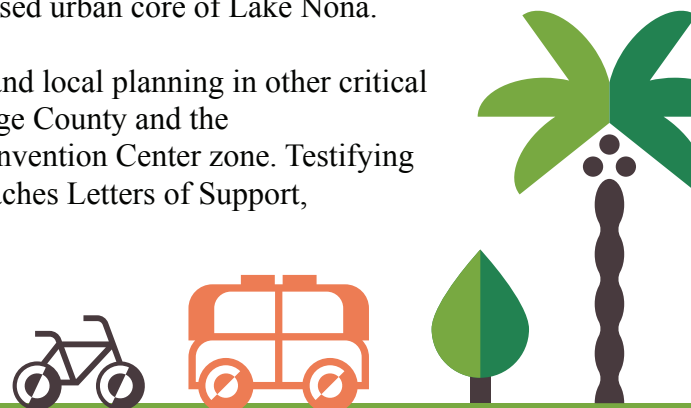 sed urban core of Lake Nona.
nd local planning in other critical
ge County and the
nvention Center zone. Testifying
ches Letters of Support,